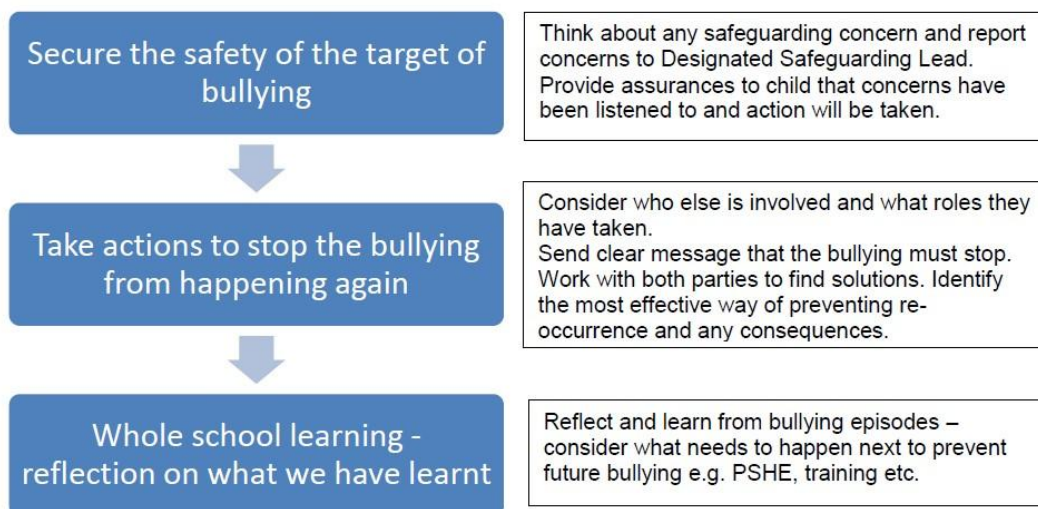 Secure the safety of the target of
bullying
Think about any safeguarding concern and report
concerns to Designated Safeguarding Lead.
Provide assurances to child that concerns have
been listened to and action will be taken.
Take actions to stop the bullying
from happening again
Consider who else is involved and what roles they
have taken.
Send clear message that the bullying must stop.
Work with both parties to find solutions. Identify
the most effective way of preventing re-
occurrence and any consequences.
Whole school learning -
reflection on what we have learnt
Reflect and learn from bullying episodes –
consider what needs to happen next to prevent
future bullying e.g. PSHE, training etc.